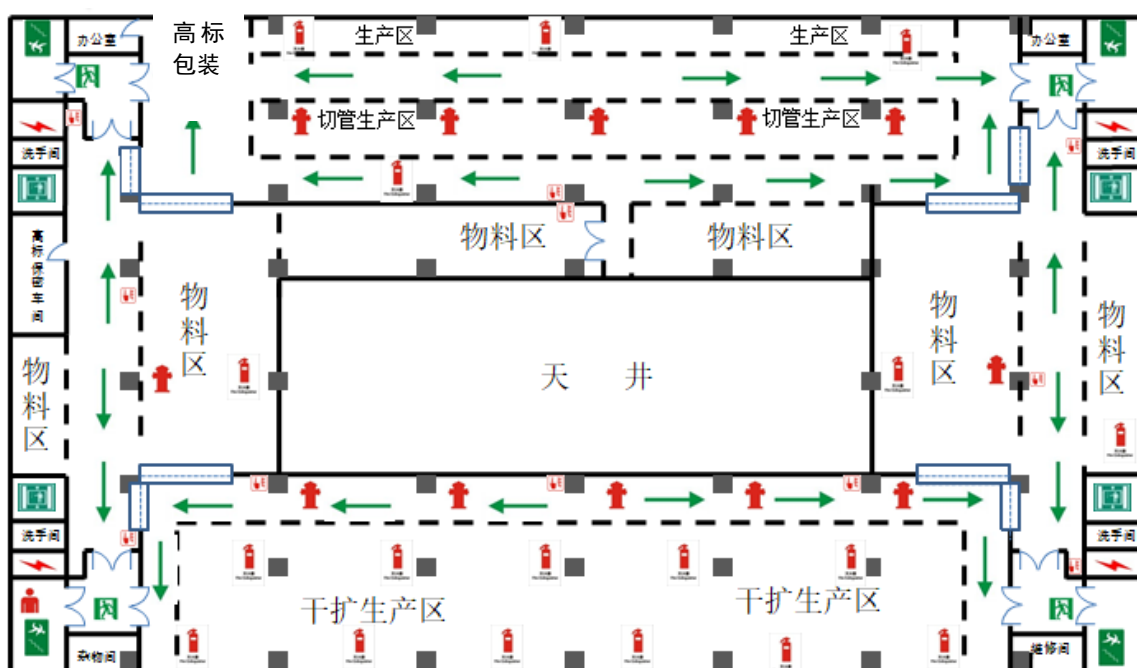 办公室
高标
包装
生产区
生产区
办公室
切管生产区
切管生产区
洗手间
洗手间
物料区
物料区
高标保密车间
物料区
物料区
物料区
物料区
天井
洗手间
洗手间
干扩生产区
干扩生产区
杂物间
维修间